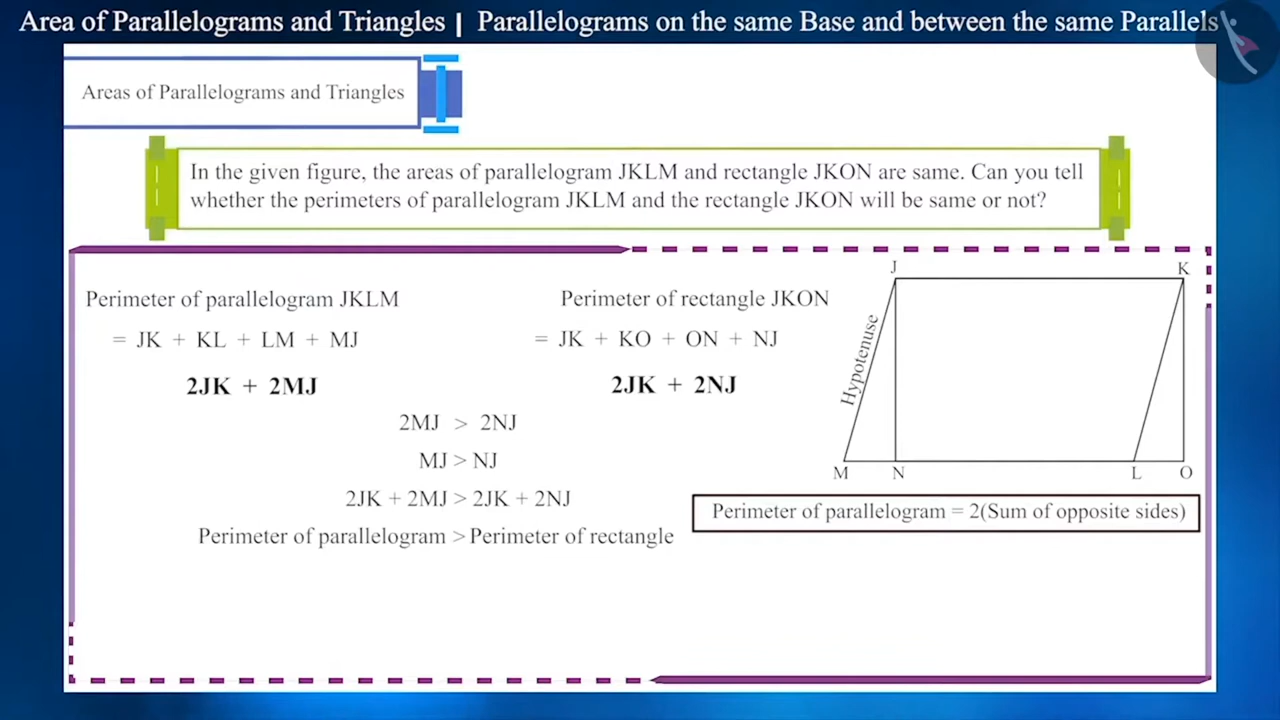 Area of Parallelograms and Triangles | Parallelograms on the same Base and between the same Parallels
Areas of Parallelograms and Triangles
In the given figure, the areas of parallelogram JKLM and rectangle JKON are same. Can you tell
whether the perimeters of parallelogram JKLM and the rectangle JKON will be same or not?
Perimeter of parallelogram JKLM
= JK + KL + LM + MJ
2JK + 2MJ
Perimeter of rectangle JKON
= JK + KO + ON + NJ
2JK + 2NJ
2MJ > 2NJ
MJ > NJ
2JK + 2MJ > 2JK + 2NJ
Perimeter of parallelogram > Perimeter of rectangle
J K
Hypotenuse
M N L O
Perimeter of parallelogram = 2(Sum of opposite sides)